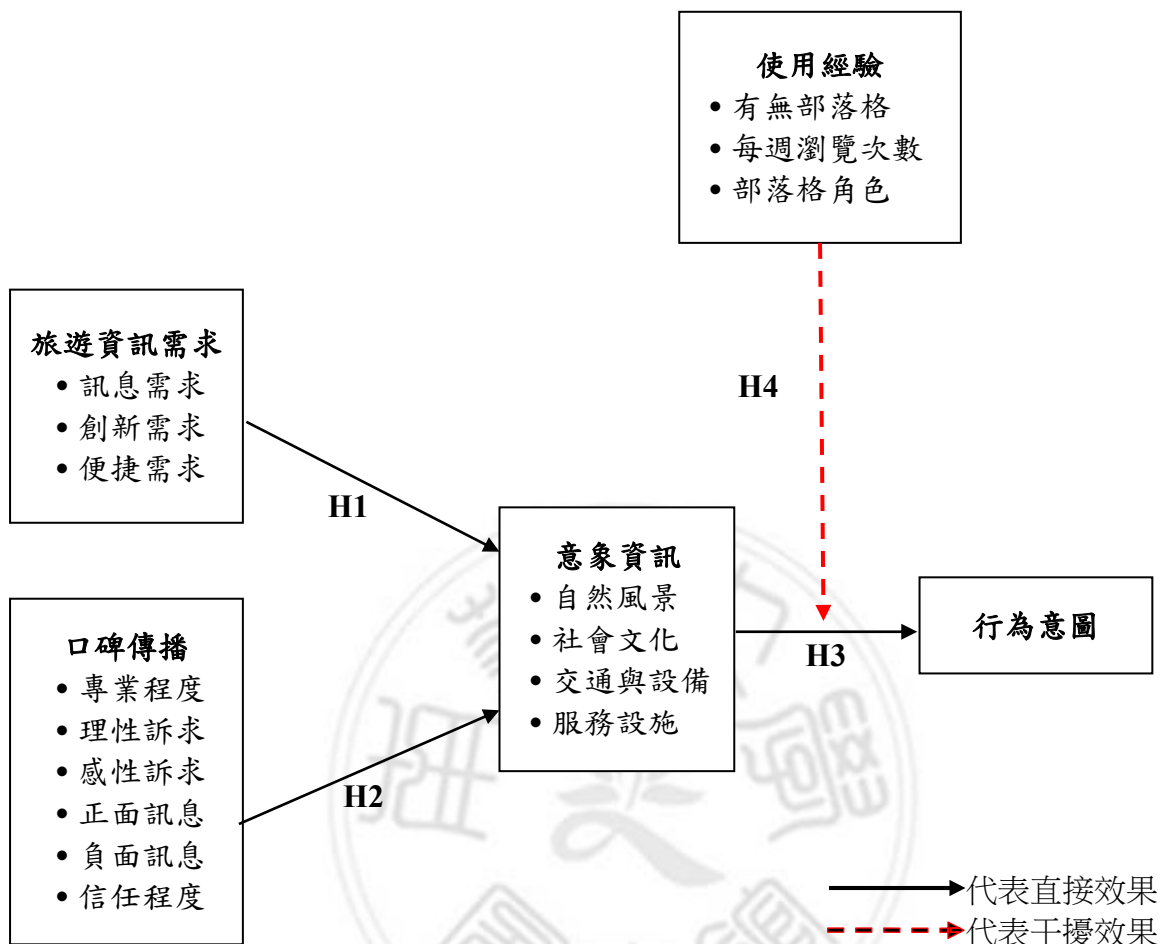 使用經驗
• 有無部落格
• 每週瀏覽次數
• 部落格角色
旅遊資訊需求
• 訊息需求
• 創新需求
• 便捷需求
H4
H1
意象資訊
• 自然風景
• 社會文化
• 交通與設備
• 服務設施
行為意圖
H3
口碑傳播
• 專業程度
• 理性訴求
• 感性訴求
• 正面訊息
• 負面訊息
• 信任程度
H2
代表直接效果
代表干擾效果